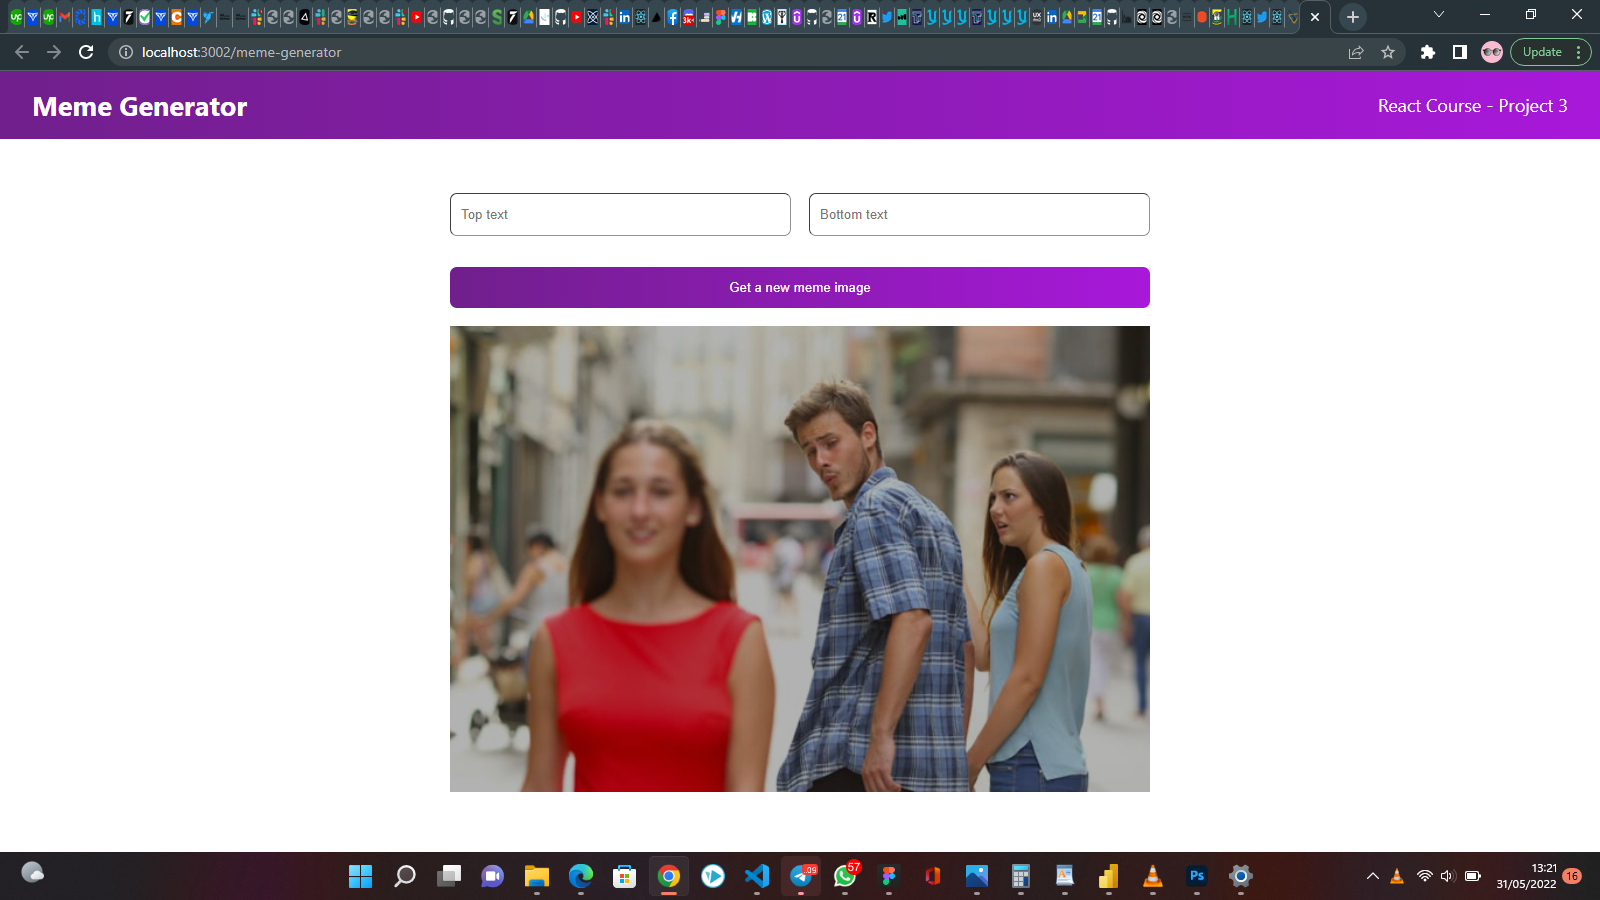 localhost:3002/meme-generator
Update
Meme Generator
React Course - Project 3
Top text
Bottom text
Get a new meme image
57
Ps
13:21
31/05/2022
16